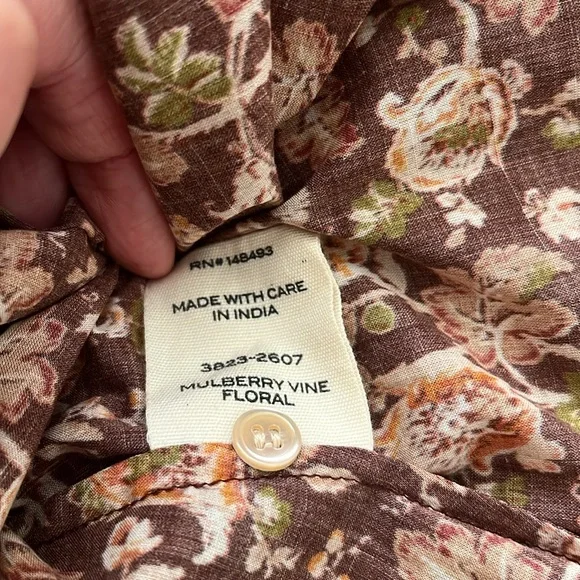 RN# 148493
MADE WITH CARE
IN INDIA
3823-2607
MULBERRY VINE
FLORAL